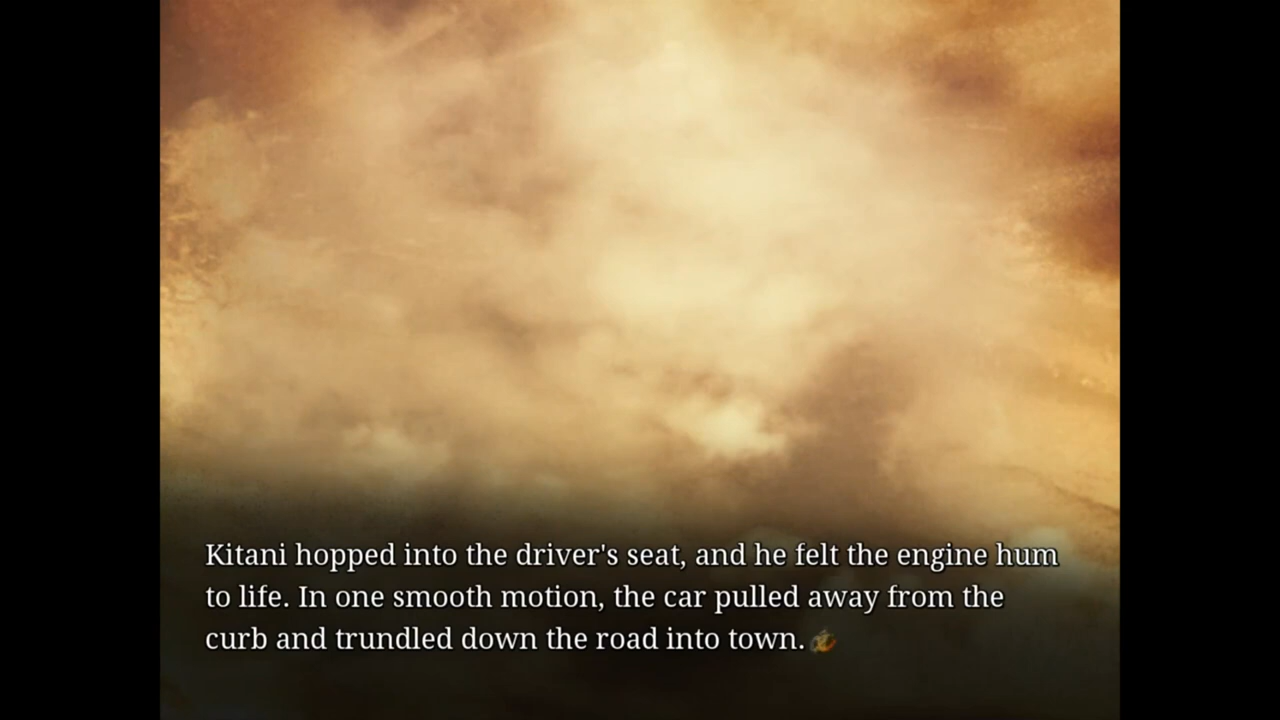 Kitani hopped into the driver's seat, and he felt the engine hum
to life. In one smooth motion, the car pulled away from the
curb and trundled down the road into town.